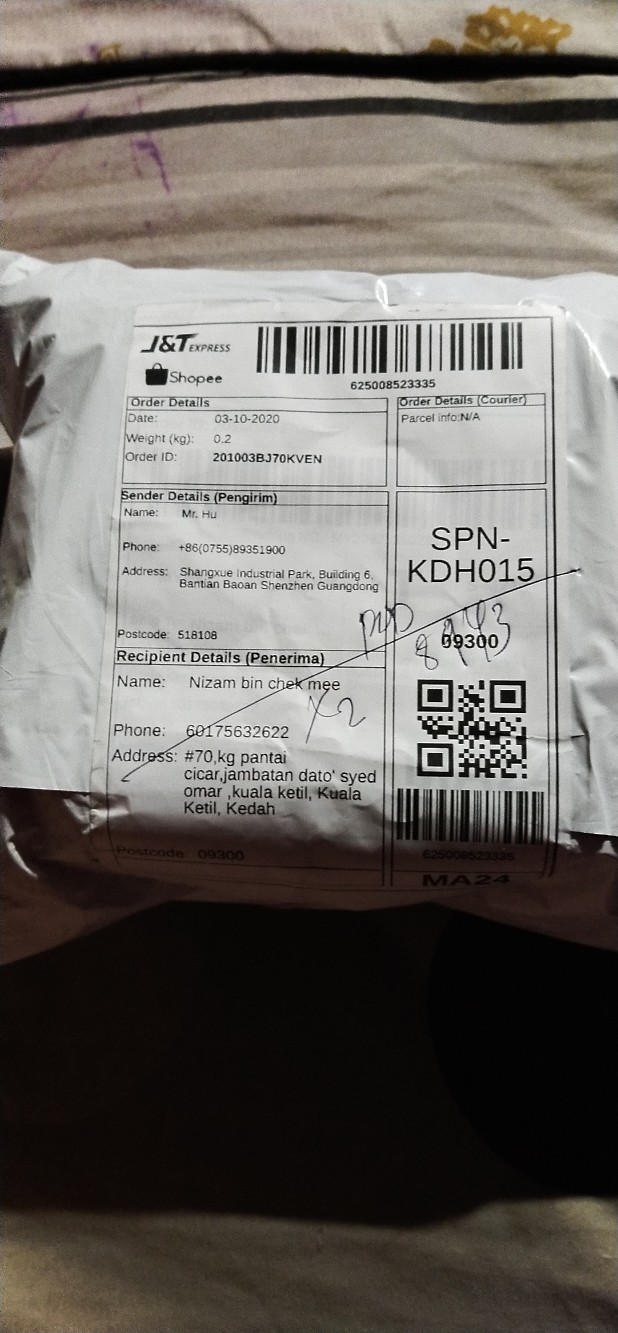 J&T EXPRESS
Shopee
625008523335
Order Details
Date: 03-10-2020
Weight (kg): 0.2
Order ID: 201003BJ70KVEN
Order Details (Courier)
Parcel info:N/A
Sender Details (Pengirim)
Name: Mr. Hu
Phone: +86(0755)89351900
Address: Shangxue Industrial Park, Building 6,
Bantian Baoan Shenzhen Guangdong
Postcode: 518108
SPN-
KDH015
09300
Recipient Details (Penerima)
Name: Nizam bin chek mee
Phone: 60175632622
Address: #70,kg pantai
cicar,jambatan dato' syed
omar ,kuala ketil, Kuala
Ketil, Kedah
Postcode: 09300
X2
625008523335
MA24